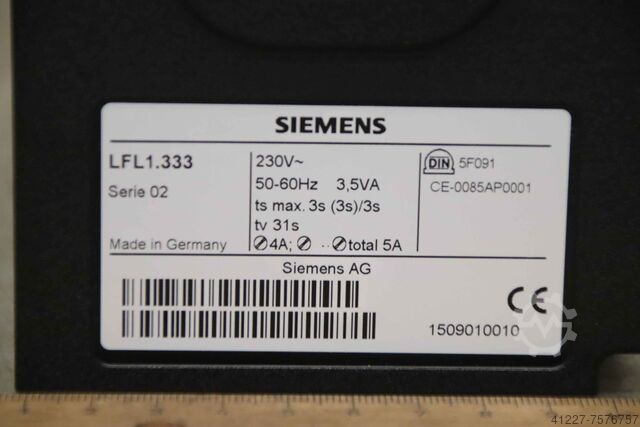 SIEMENS
LFL1.333
Serie 02
Made in Germany
230V~
50-60Hz 3,5VA
ts max. 3s (3s)/3s
tv 31s
⊘4A; ⊘ ··⊘total 5A
DIN 5F091
CE-0085AP0001
Siemens AG
CE
1509010010
41227-7576757